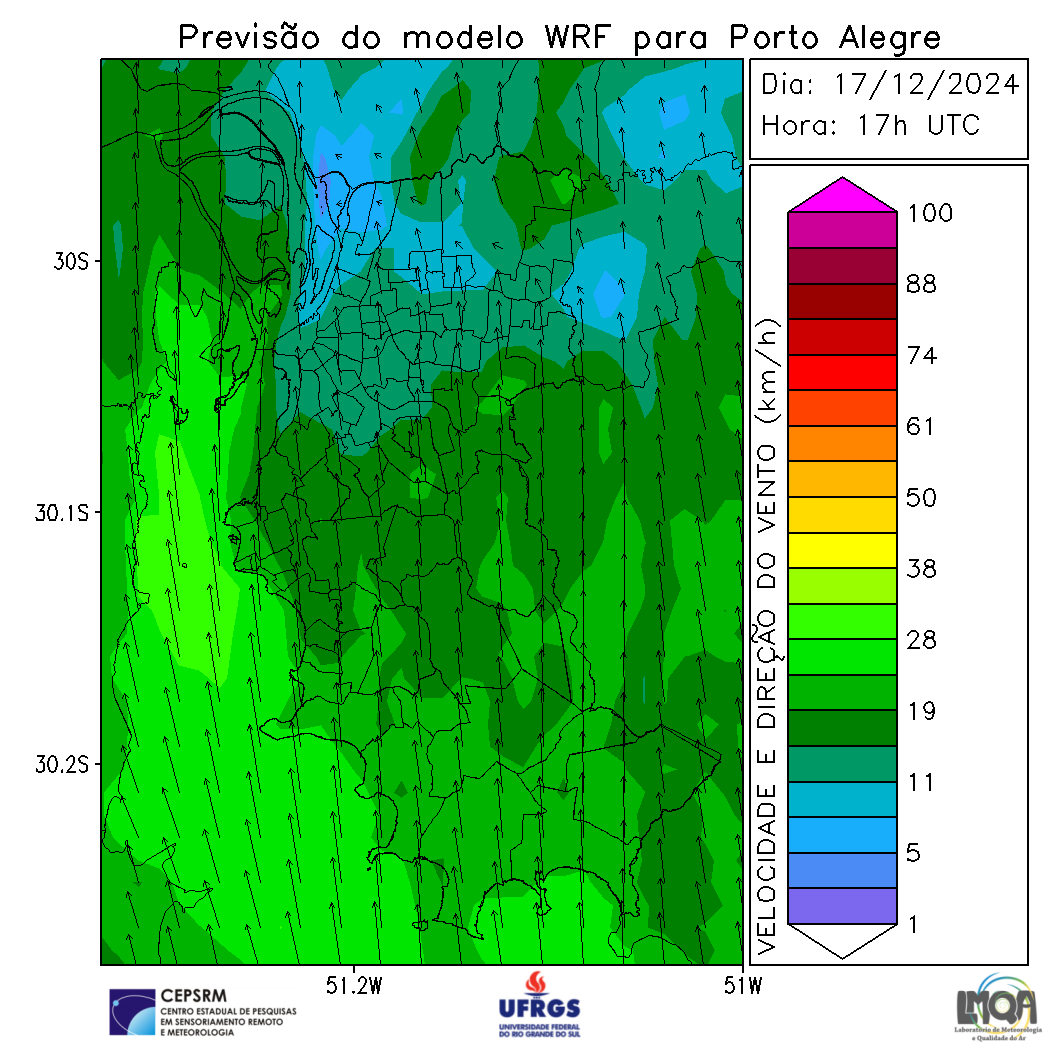 Previsão do modelo WRF para Porto Alegre
Dia: 17/12/2024
Hora: 17h UTC
30S
30.1S
30.2S
51.2W
51W
VELOCIDADE E DIREÇÃO DO VENTO (km/h)
100
88
74
61
50
38
28
19
11
5
1
CEPSRM
CENTRO ESTADUAL DE PESQUISAS
EM SENSORIAMENTO REMOTO
E METEOROLOGIA
UFRGS
UNIVERSIDADE FEDERAL
DO RIO GRANDE DO SUL
LMQA
Laboratório de Meteorologia
e Qualidade do Ar